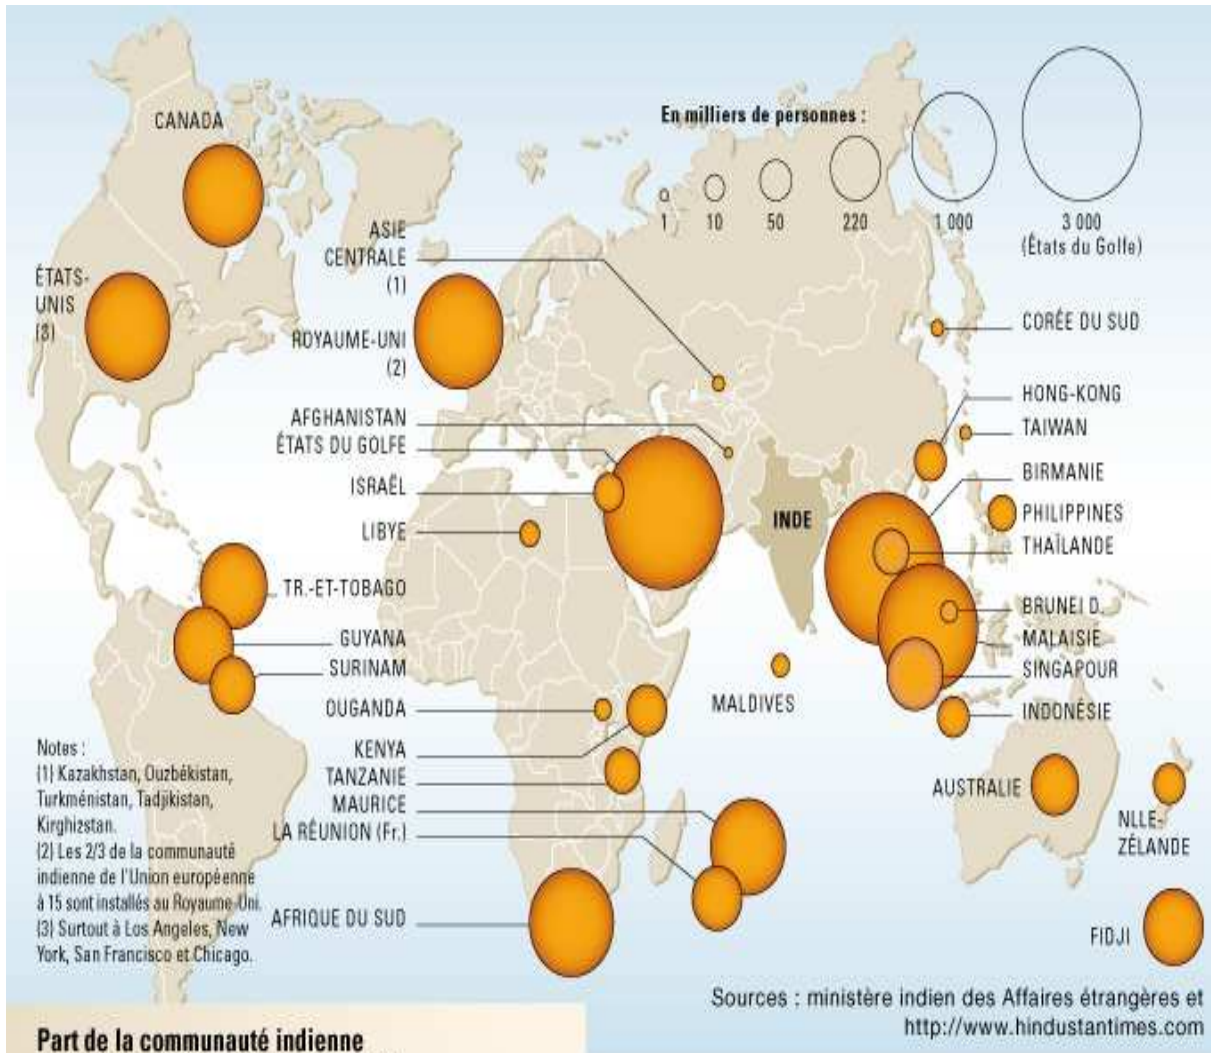 CANADA
En milliers de personnes :
1
10
50
220
1 000
3 000
(États du Golfe)
ASIE
CENTRALE
(1)
ÉTATS-
UNIS
(3)
ROYAUME-UNI
(2)
CORÉE DU SUD
HONG-KONG
TAIWAN
AFGHANISTAN
ÉTATS DU GOLFE
ISRAËL
LIBYE
INDE
BIRMANIE
PHILIPPINES
THAÏLANDE
TR.-ET-TOBAGO
GUYANA
SURINAM
BRUNEI D.
MALAISIE
SINGAPOUR
INDONÉSIE
MALDIVES
OUGANDA
KENYA
TANZANIE
MAURICE
LA RÉUNION (Fr.)
AFRIQUE DU SUD
AUSTRALIE
NLLE-
ZÉLANDE
FIDJI
Notes :
(1) Kazakhstan, Ouzbékistan,
Turkménistan, Tadjikistan,
Kirghizstan.
(2) Les 2/3 de la communauté
indienne de l'Union européenne
à 15 sont installés au Royaume-Uni.
(3) Surtout à Los Angeles, New
York, San Francisco et Chicago.
Sources : ministère indien des Affaires étrangères et
http://www.hindustantimes.com
Part de la communauté indienne